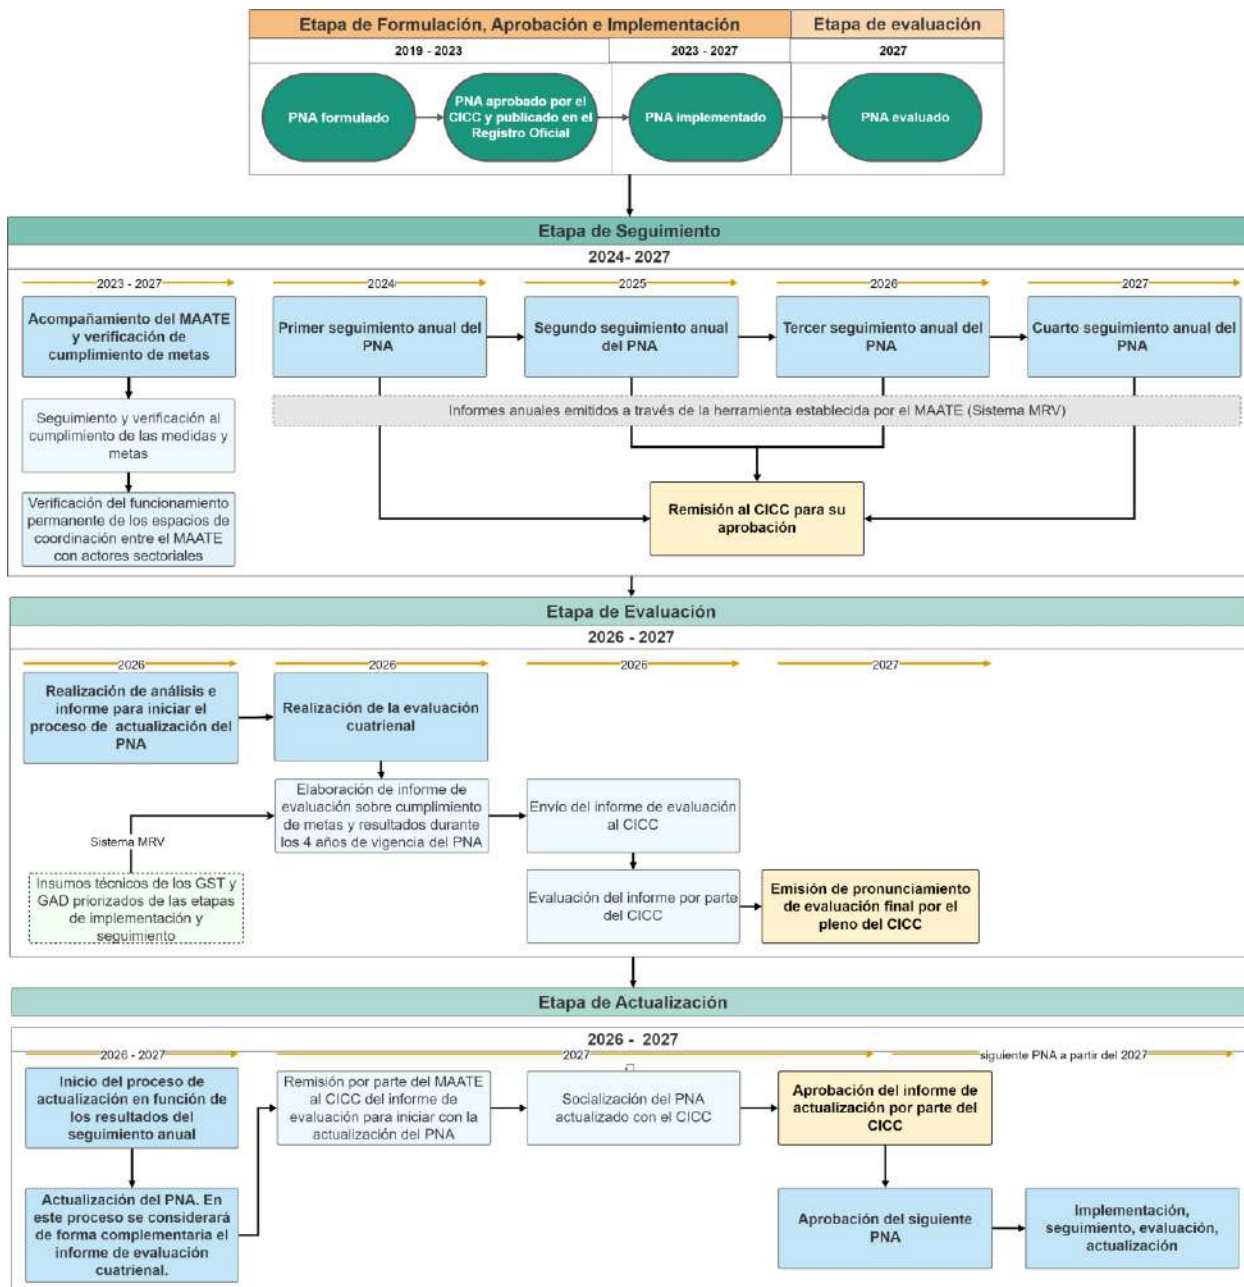 Etapa de Formulación, Aprobación e Implementación
Etapa de evaluación
2019 - 2023
2023 - 2027
2027
PNA formulado
PNA aprobado por el
CICC y publicado en el
Registro Oficial
PNA implementado
PNA evaluado
Etapa de Seguimiento
2024- 2027
2023 - 2027
2024
2025
2026
2027
Acompañamiento del MAATE
y verificación de
cumplimiento de metas
Primer seguimiento anual del
PNA
Segundo seguimiento anual
del PNA
Tercer seguimiento anual del
PNA
Cuarto seguimiento anual del
PNA
Seguimiento y verificación al
cumplimiento de las medidas y
metas
Informes anuales emitidos a través de la herramienta establecida por el MAATE (Sistema MRV)
Verificación del funcionamiento
permanente de los espacios de
coordinación entre el MAATE
con actores sectoriales
Remisión al CICC para su
aprobación
Etapa de Evaluación
2026 - 2027
2026
2026
2026
2027
Realización de análisis e
informe para iniciar el
proceso de actualización del
PNA
Realización de la evaluación
cuatrienal
Elaboración de informe de
evaluación sobre cumplimiento
de metas y resultados durante
los 4 años de vigencia del PNA
Envío del informe de evaluación
al CICC
Sistema MRV
Insumos técnicos de los GST y
GAD priorizados de las etapas
de implementación y
seguimiento
Evaluación del informe por parte
del CICC
Emisión de pronunciamiento
de evaluación final por el
pleno del CICC
Etapa de Actualización
2026 - 2027
2026 - 2027
2027
siguiente PNA a partir del 2027
Inicio del proceso de
actualización en función de
los resultados del
seguimiento anual
Remisión por parte del MAATE
al CICC del informe de
evaluación para iniciar con la
actualización del PNA
Socialización del PNA
actualizado con el CICC
Aprobación del informe de
actualización por parte del
CICC
Actualización del PNA. En
este proceso se considerará
de forma complementaria el
informe de evaluación
cuatrienal.
Aprobación del siguiente
PNA
Implementación,
seguimiento, evaluación,
actualización